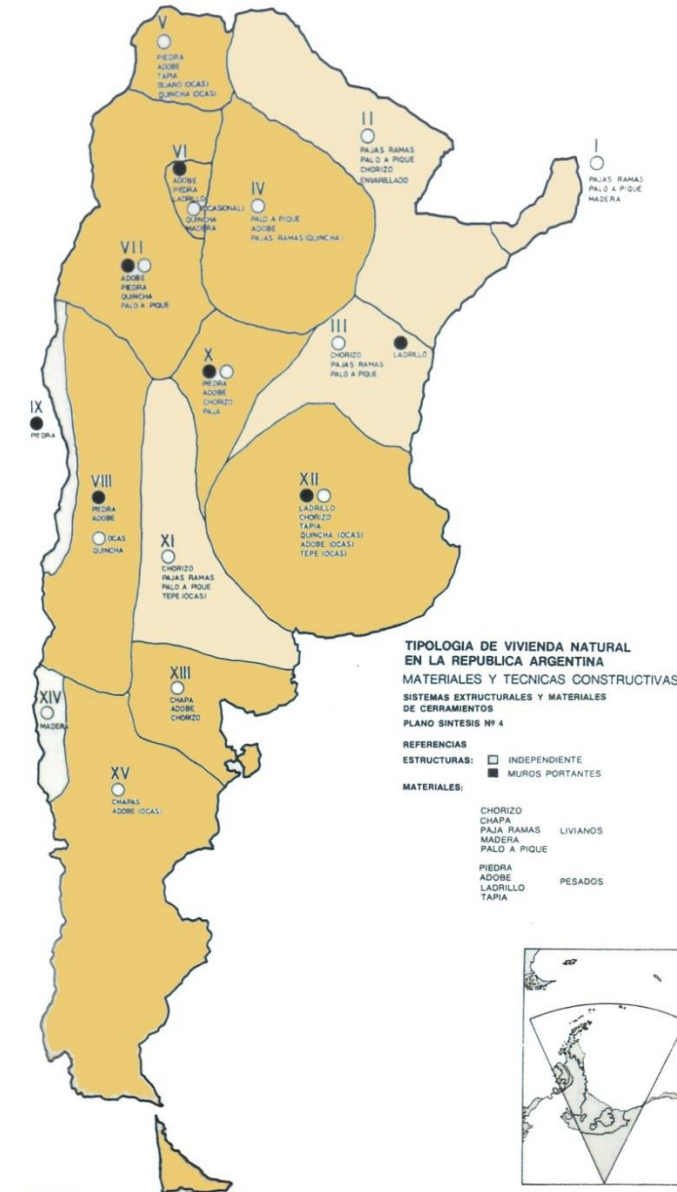 V
PIEDRA
ADOBE
TAPIA
GUANO (OCAS)
QUINCHA (OCAS)
II
PAJAS RAMAS
PALO A PIQUE
CHORIZO
ENVARILLADO
I
PAJAS RAMAS
PALO A PIQUE
MADERA
VI
ADOBE
PIEDRA
LADRILLO
(OCASIONAL)
QUINCHA
MADERA
IV
PALO A PIQUE
ADOBE
PAJAS RAMAS (QUINCHA)
VII
ADOBE
PIEDRA
QUINCHA
PALO A PIQUE
III
CHORIZO
PAJAS RAMAS
PALO A PIQUE
LADRILLO
X
PIEDRA
ADOBE
CHORIZO
PAJA
IX
PIEDRA
VIII
PIEDRA
ADOBE
OCAS
QUINCHA
XII
LADRILLO
CHORIZO
TAPIA
QUINCHA (OCAS)
ADOBE (OCAS)
TEPE (OCAS)
XI
CHORIZO
PAJAS RAMAS
PALO A PIQUE
TEPE (OCAS)
XIII
CHAPA
ADOBE
CHORIZO
XIV
MADERA
XV
CHAPAS
ADOBE (OCAS)
TIPOLOGIA DE VIVIENDA NATURAL
EN LA REPUBLICA ARGENTINA
MATERIALES Y TECNICAS CONSTRUCTIVAS
SISTEMAS EXTRUCTURALES Y MATERIALES
DE CERRAMIENTOS
PLANO SINTESIS Nº 4
REFERENCIAS
ESTRUCTURAS: INDEPENDIENTE
MUROS PORTANTES
MATERIALES:
CHORIZO
CHAPA
PAJA RAMAS LIVIANOS
MADERA
PALO A PIQUE
PIEDRA
ADOBE PESADOS
LADRILLO
TAPIA